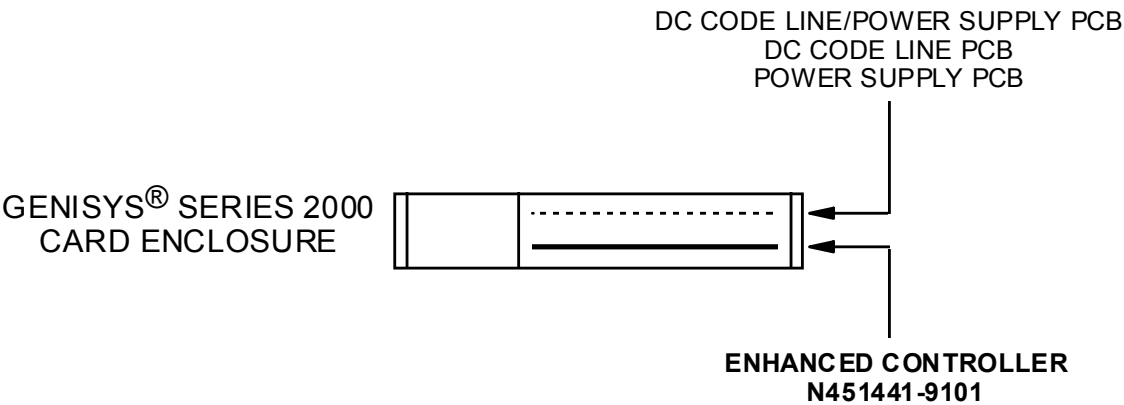 DC CODE LINE/POWER SUPPLY PCB
DC CODE LINE PCB
POWER SUPPLY PCB
GENISYS® SERIES 2000
CARD ENCLOSURE
ENHANCED CONTROLLER
N451441-9101